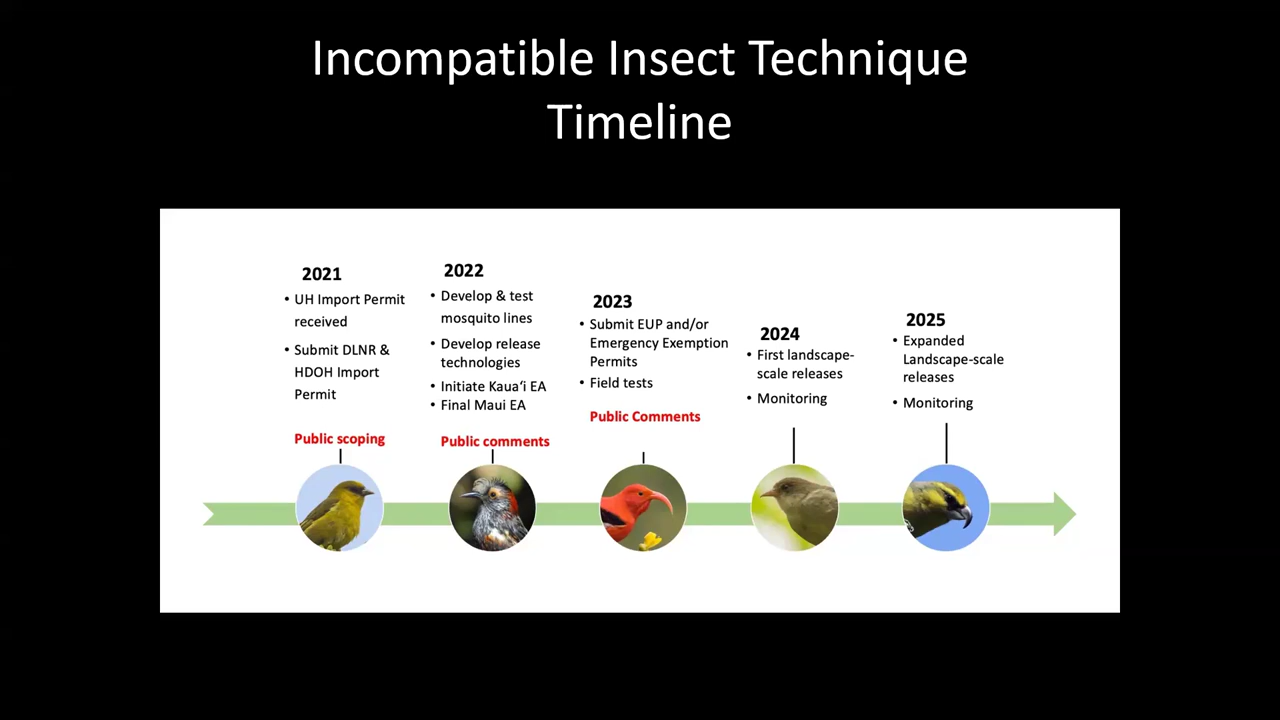 Incompatible Insect Technique
Timeline
2021
• UH Import Permit
received
• Submit DLNR &
HDOH Import
Permit
Public scoping
2022
• Develop & test
mosquito lines
• Develop release
technologies
• Initiate Kauaʻi EA
• Final Maui EA
Public comments
2023
• Submit EUP and/or
Emergency Exemption
Permits
• Field tests
Public Comments
2024
• First landscape-
scale releases
• Monitoring
2025
• Expanded
Landscape-scale
releases
• Monitoring